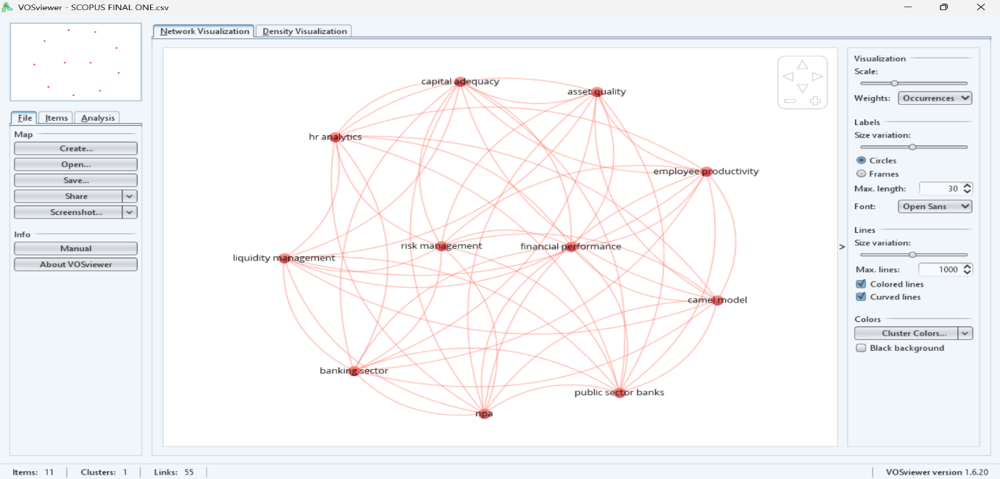 VOSviewer - SCOPUS FINAL ONE.csv
Network Visualization
Density Visualization
File
Items
Analysis
Map
Create...
Open...
Save...
Share
Screenshot...
Info
Manual
About VOSviewer
capital adequacy
asset quality
hr analytics
employee productivity
risk management
financial performance
liquidity management
camel model
banking sector
public sector banks
npa
>
Visualization
Scale:
Weights: Occurrences
Labels
Size variation:
Circles
Frames
Max. length: 30
Font: Open Sans
Lines
Size variation:
Max. lines: 1000
Colored lines
Curved lines
Colors
Cluster Colors...
Black background
Items: 11
Clusters: 1
Links: 55
VOSviewer version 1.6.20